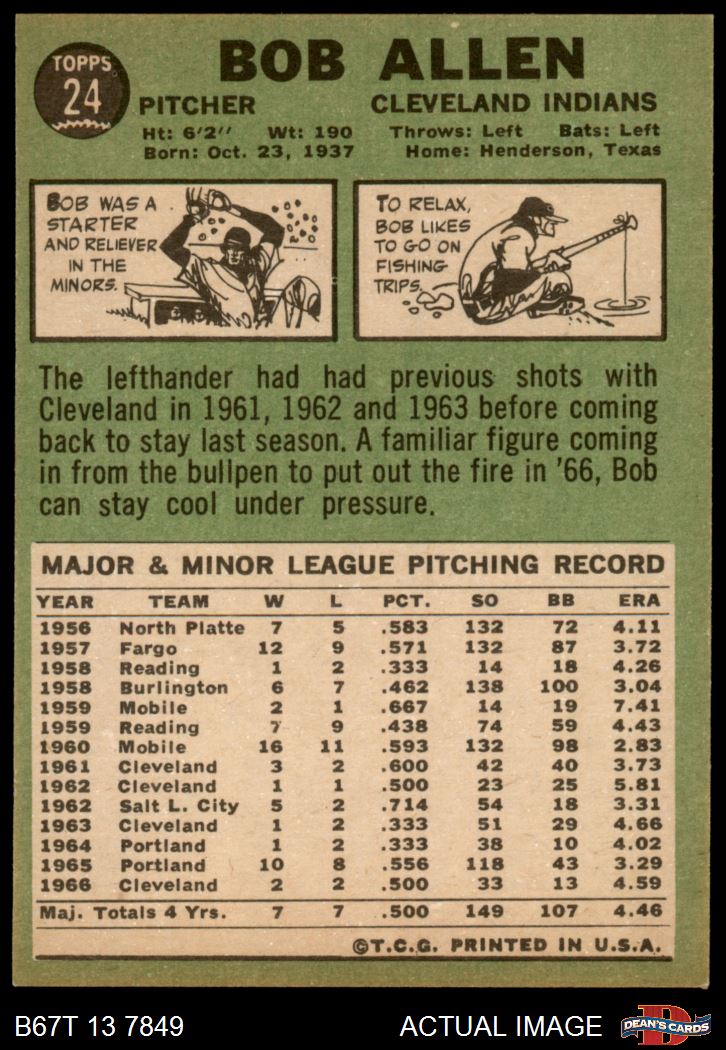 TOPPS
24
BOB ALLEN
PITCHER CLEVELAND INDIANS
Ht: 6'2" Wt: 190 Throws: Left Bats: Left
Born: Oct. 23, 1937 Home: Henderson, Texas
BOB WAS A
STARTER
AND RELIEVER
IN THE
MINORS.
TO RELAX,
BOB LIKES
TO GO ON
FISHING
TRIPS.
The lefthander had had previous shots with
Cleveland in 1961, 1962 and 1963 before coming
back to stay last season. A familiar figure coming
in from the bullpen to put out the fire in '66, Bob
can stay cool under pressure.
MAJOR & MINOR LEAGUE PITCHING RECORD
YEAR TEAM W L PCT. SO BB ERA
1956 North Platte 7 5 .583 132 72 4.11
1957 Fargo 12 9 .571 132 87 3.72
1958 Reading 1 2 .333 14 18 4.26
1958 Burlington 6 7 .462 138 100 3.04
1959 Mobile 2 1 .667 14 19 7.41
1959 Reading 7 9 .438 74 59 4.43
1960 Mobile 16 11 .593 132 98 2.83
1961 Cleveland 3 2 .600 42 40 3.73
1962 Cleveland 1 1 .500 23 25 5.81
1962 Salt L. City 5 2 .714 54 18 3.31
1963 Cleveland 1 2 .333 51 29 4.66
1964 Portland 1 2 .333 38 10 4.02
1965 Portland 10 8 .556 118 43 3.29
1966 Cleveland 2 2 .500 33 13 4.59
Maj. Totals 4 Yrs. 7 7 .500 149 107 4.46
©T.C.G. PRINTED IN U.S.A.
B67T 13 7849 ACTUAL IMAGE
DEAN'S CARDS